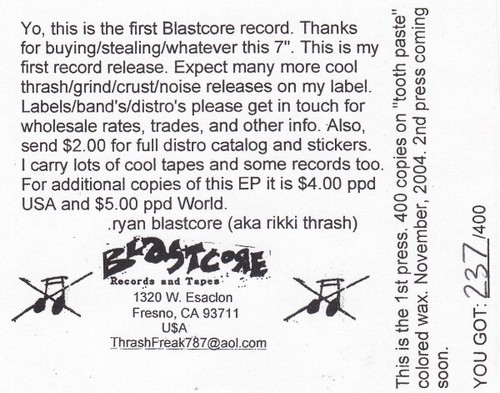 Yo, this is the first Blastcore record. Thanks
for buying/stealing/whatever this 7". This is my
first record release. Expect many more cool
thrash/grind/crust/noise releases on my label.
Labels/band's/distro's please get in touch for
wholesale rates, trades, and other info. Also,
send $2.00 for full distro catalog and stickers.
I carry lots of cool tapes and some records too.
For additional copies of this EP it is $4.00 ppd
USA and $5.00 ppd World.
.ryan blastcore (aka rikki thrash)
BLASTCORE
Records and Tapes
1320 W. Esaclon
Fresno, CA 93711
U$A
ThrashFreak787@aol.com
This is the 1st press. 400 copies on "tooth paste"
colored wax. November, 2004. 2nd press coming
soon.
YOU GOT: 237/400